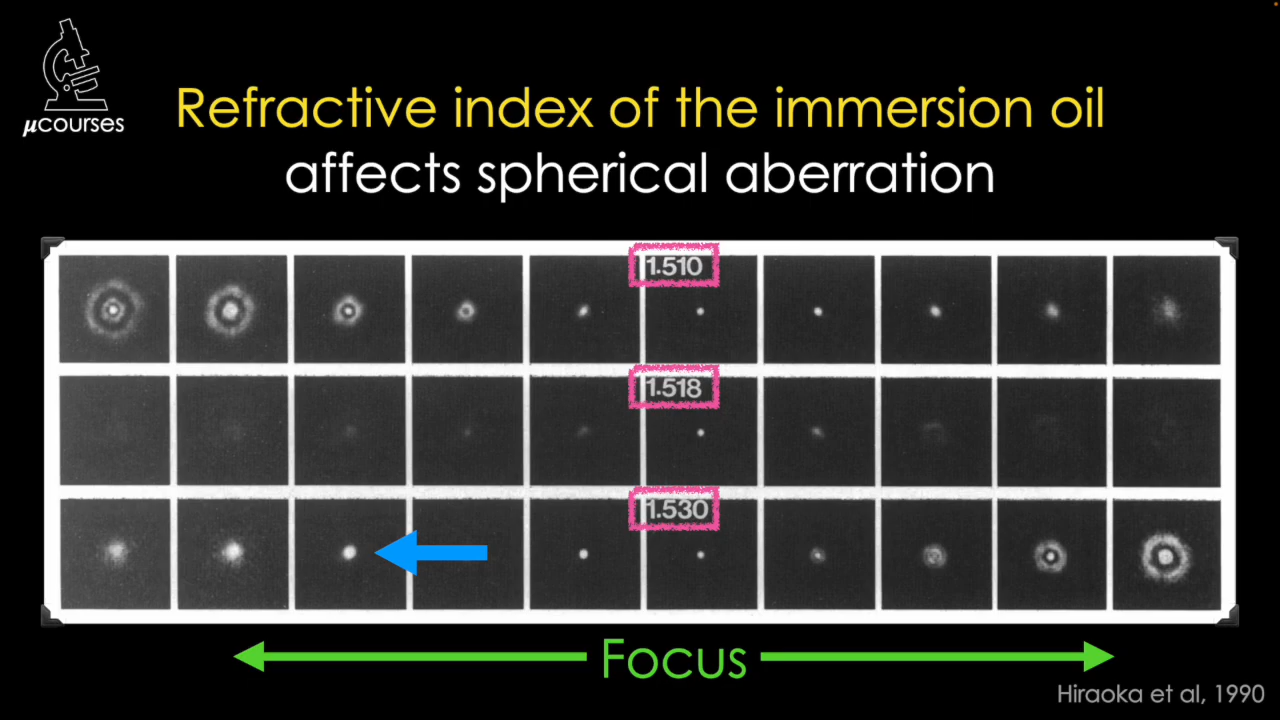 µcourses
Refractive index of the immersion oil
affects spherical aberration
1.510
1.518
1.530
Focus
Hiraoka et al, 1990